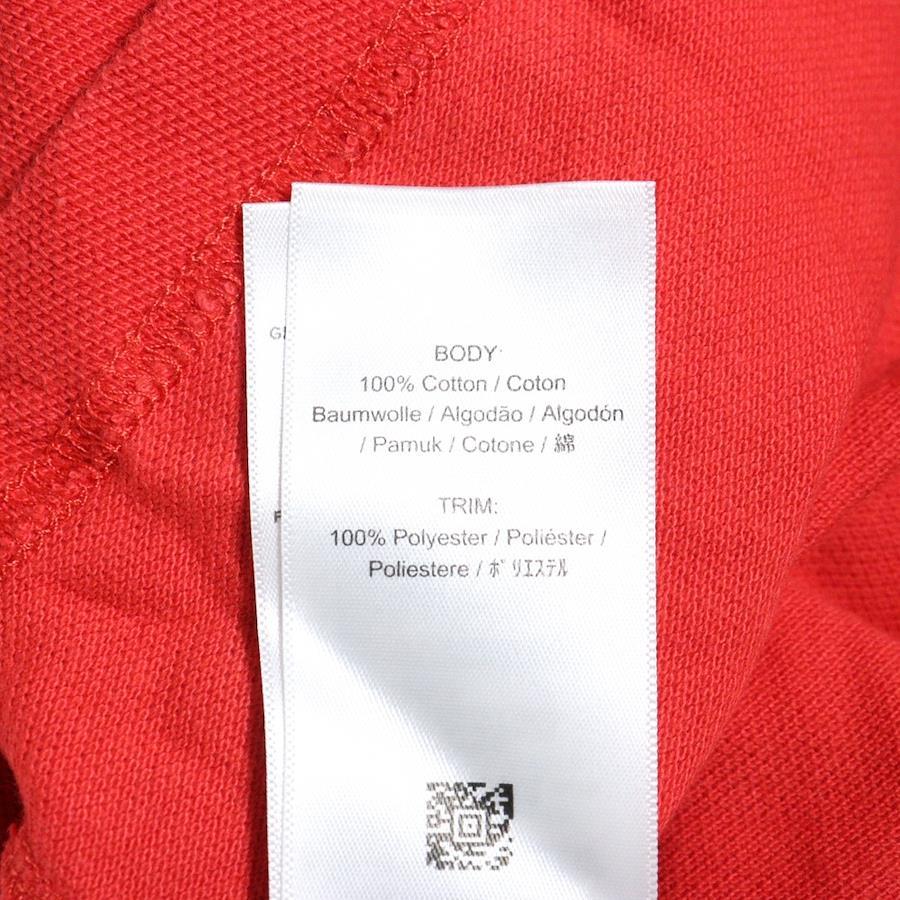 BODY:
100% Cotton / Coton
Baumwolle / Algodão / Algodón
/ Pamuk / Cotone / 綿
TRIM:
100% Polyester / Poliéster /
Poliestere / ﾎﾟﾘｴｽﾃﾙ